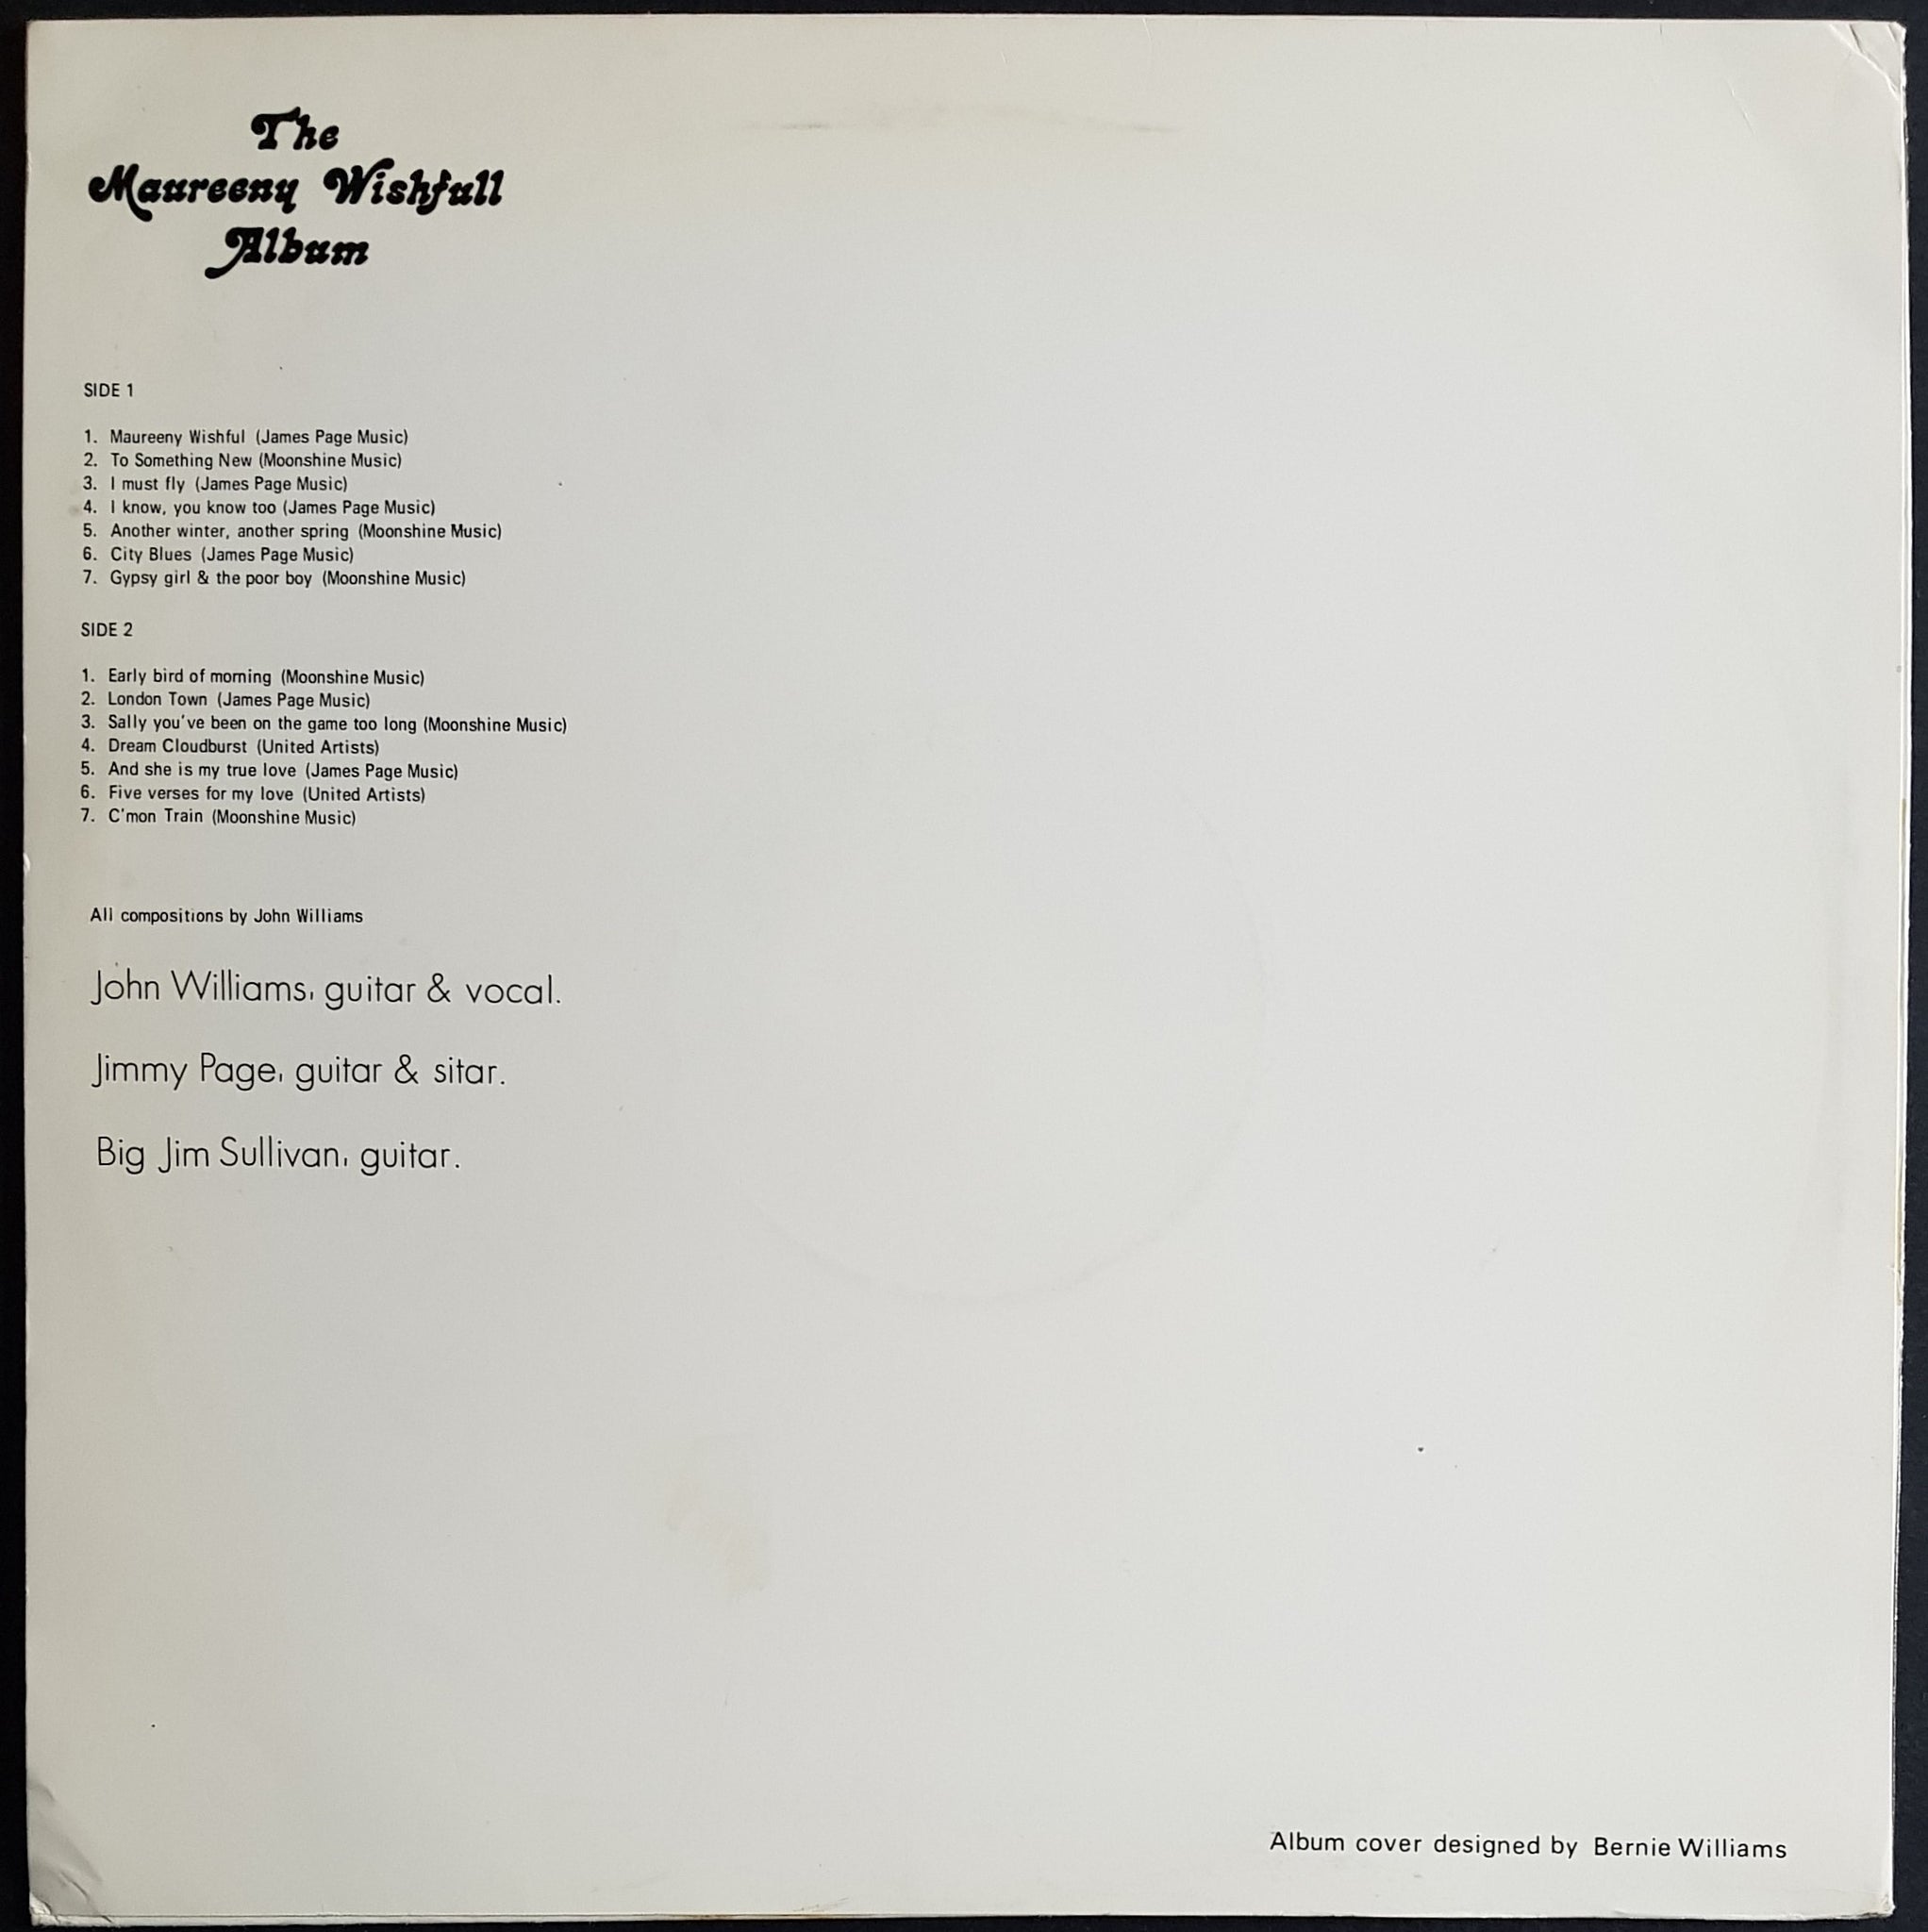 The
Maureeny Wishfull
Album
SIDE 1
1. Maureeny Wishful (James Page Music)
2. To Something New (Moonshine Music)
3. I must fly (James Page Music)
4. I know, you know too (James Page Music)
5. Another winter, another spring (Moonshine Music)
6. City Blues (James Page Music)
7. Gypsy girl & the poor boy (Moonshine Music)
SIDE 2
1. Early bird of morning (Moonshine Music)
2. London Town (James Page Music)
3. Sally you've been on the game too long (Moonshine Music)
4. Dream Cloudburst (United Artists)
5. And she is my true love (James Page Music)
6. Five verses for my love (United Artists)
7. C'mon Train (Moonshine Music)
All compositions by John Williams
John Williams, guitar & vocal.
Jimmy Page, guitar & sitar.
Big Jim Sullivan, guitar.
Album cover designed by Bernie Williams